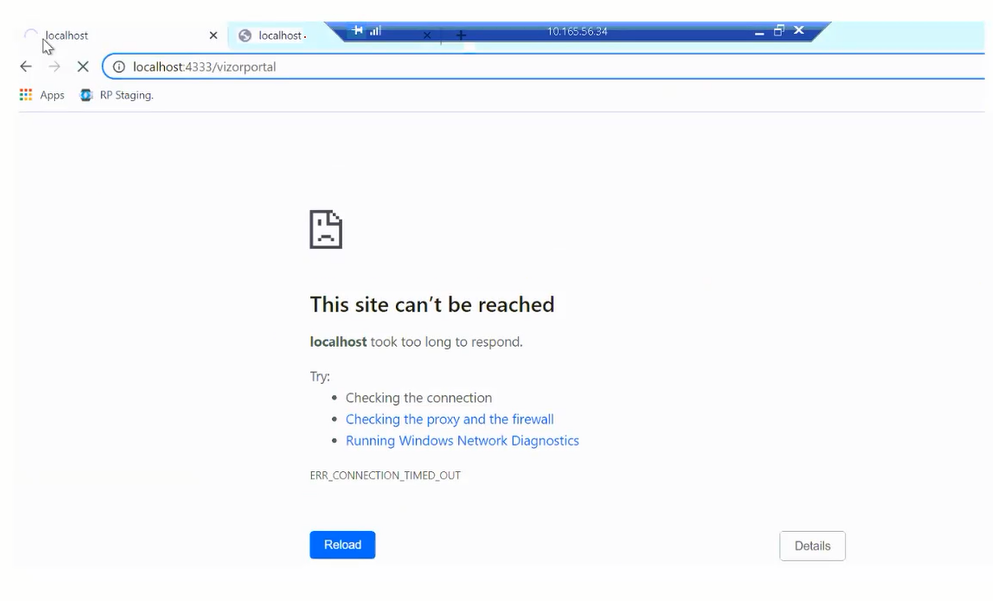 localhost
localhost
10.165.56.34
localhost:4333/vizorportal
Apps
RP Staging.
This site can't be reached
localhost took too long to respond.
Try:
Checking the connection
Checking the proxy and the firewall
Running Windows Network Diagnostics
ERR_CONNECTION_TIMED_OUT
Reload
Details